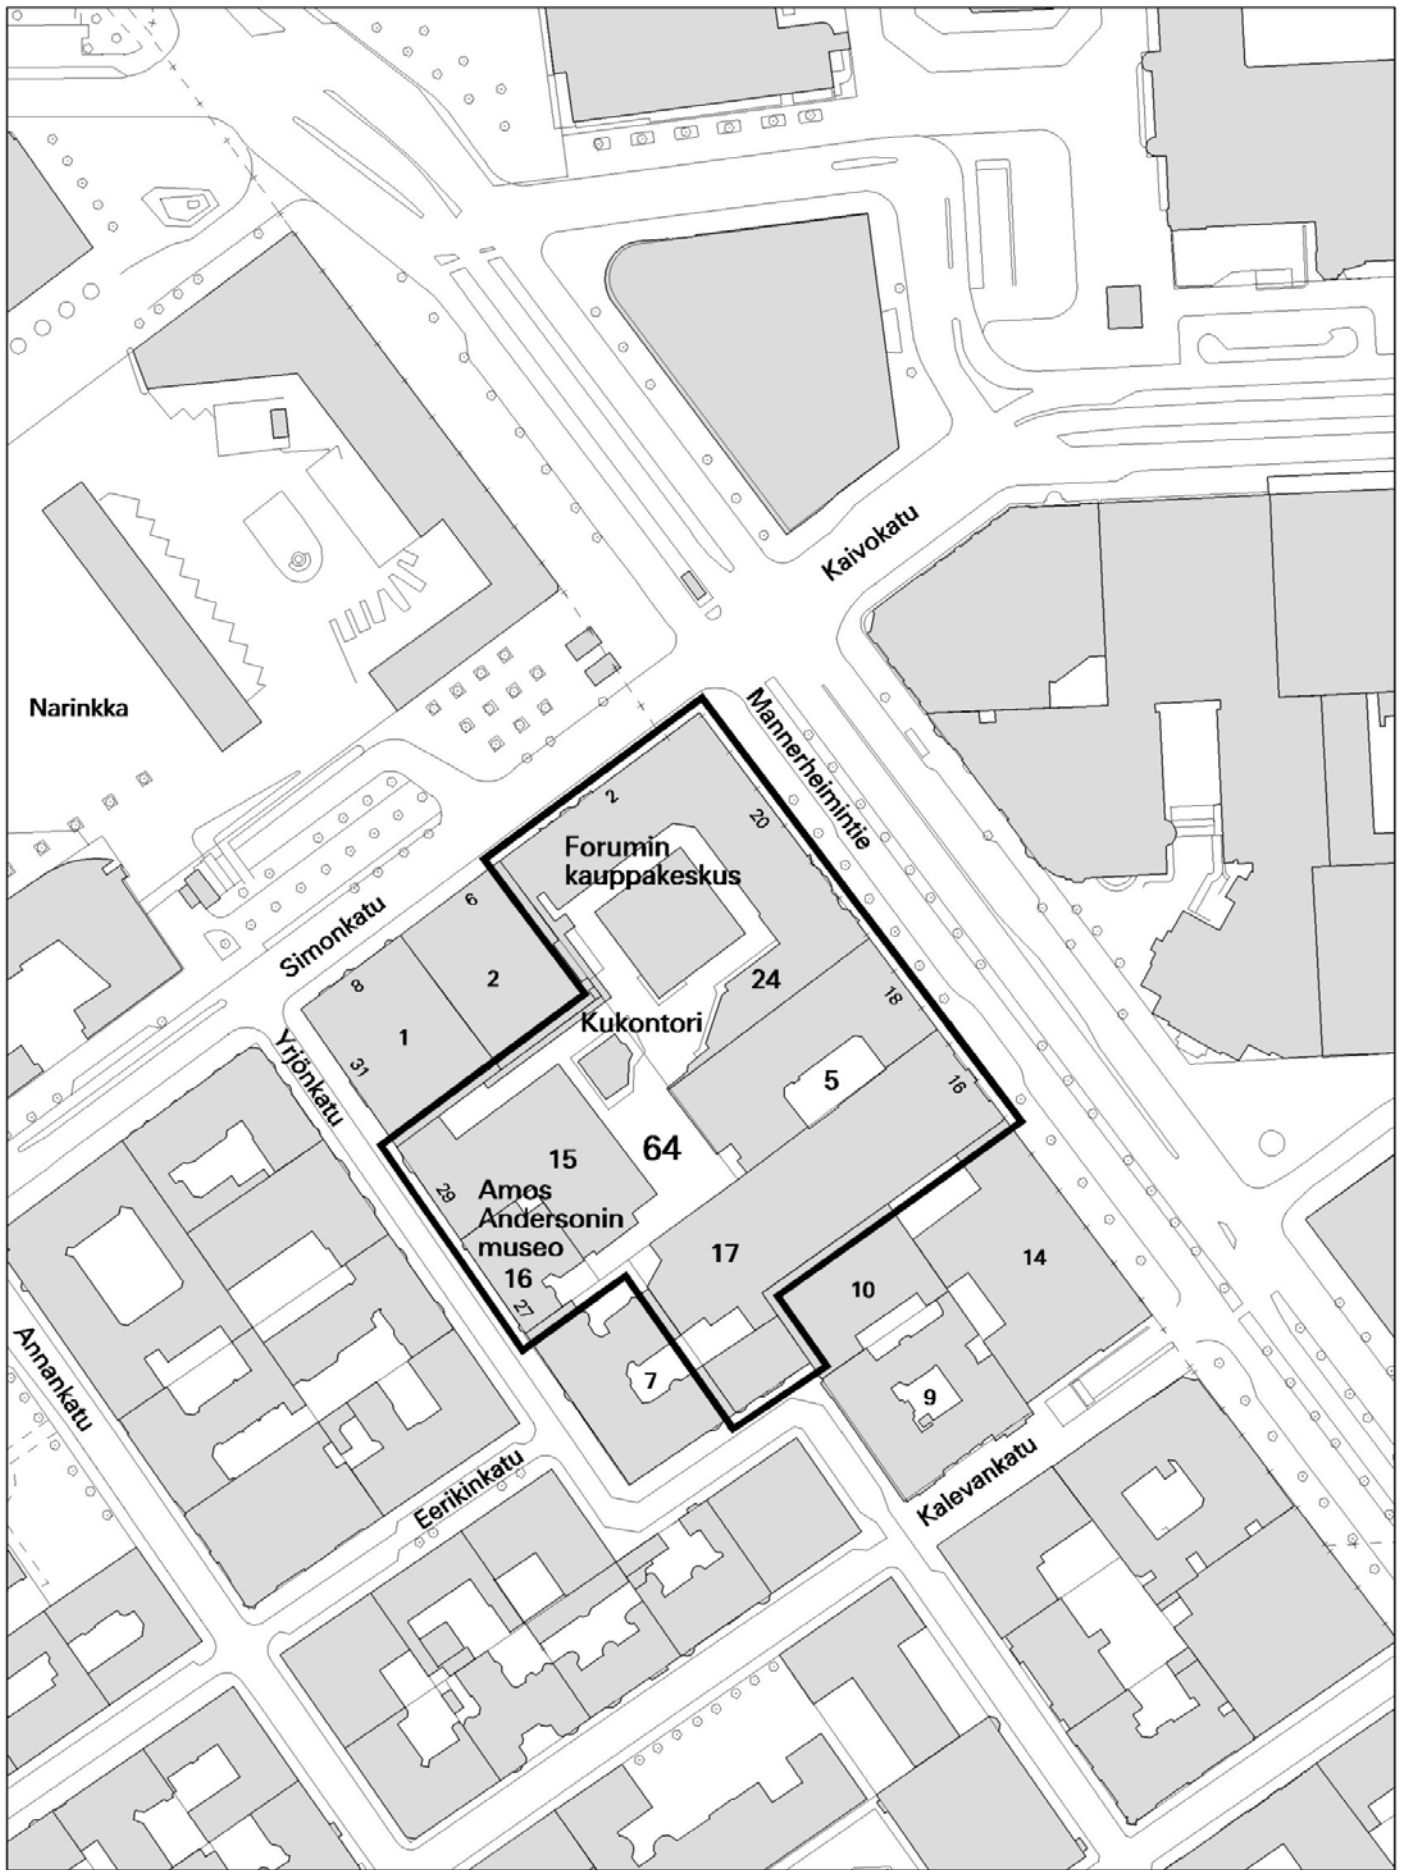 Kaivokatu
Narinkka
Mannerheimintie
2
20
Forumin
kauppakeskus
6
Simonkatu
8
2
24
18
Kukontori
1
31
Yrjönkatu
5
16
64
15
29
Amos
Andersonin
museo
17
16
14
10
27
7
9
Annankatu
Eerikinkatu
Kalevankatu